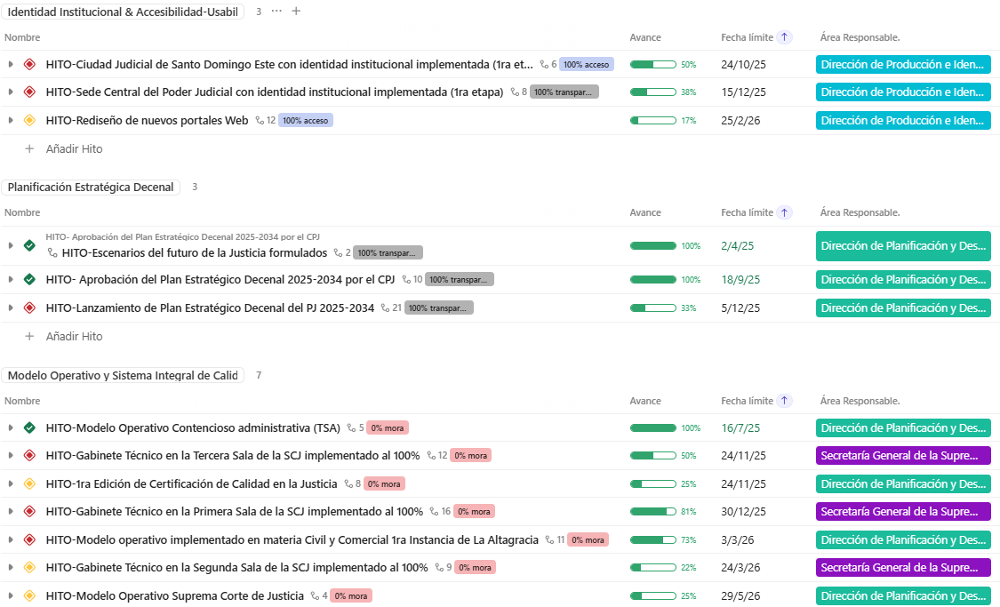 Identidad Institucional & Accesibilidad-Usabil 3 ··· +
Nombre Avance Fecha límite ↑ Área Responsable.
HITO-Ciudad Judicial de Santo Domingo Este con identidad institucional implementada (1ra et... 6 100% acceso 50% 24/10/25 Dirección de Producción e Iden...
HITO-Sede Central del Poder Judicial con identidad institucional implementada (1ra etapa) 8 100% transpar... 38% 15/12/25 Dirección de Producción e Iden...
HITO-Rediseño de nuevos portales Web 12 100% acceso 17% 25/2/26 Dirección de Producción e Iden...
+ Añadir Hito
Planificación Estratégica Decenal 3
Nombre Avance Fecha límite ↑ Área Responsable.
HITO- Aprobación del Plan Estratégico Decenal 2025-2034 por el CPJ
HITO-Escenarios del futuro de la Justicia formulados 2 100% transpar... 100% 2/4/25 Dirección de Planificación y Des...
HITO- Aprobación del Plan Estratégico Decenal 2025-2034 por el CPJ 10 100% transpar... 100% 18/9/25 Dirección de Planificación y Des...
HITO-Lanzamiento de Plan Estratégico Decenal del PJ 2025-2034 21 100% transpar... 33% 5/12/25 Dirección de Planificación y Des...
+ Añadir Hito
Modelo Operativo y Sistema Integral de Calid 7
Nombre Avance Fecha límite ↑ Área Responsable.
HITO-Modelo Operativo Contencioso administrativa (TSA) 5 0% mora 100% 16/7/25 Dirección de Planificación y Des...
HITO-Gabinete Técnico en la Tercera Sala de la SCJ implementado al 100% 12 0% mora 50% 24/11/25 Secretaría General de la Supre...
HITO-1ra Edición de Certificación de Calidad en la Justicia 8 0% mora 25% 24/11/25 Dirección de Planificación y Des...
HITO-Gabinete Técnico en la Primera Sala de la SCJ implementado al 100% 16 0% mora 81% 30/12/25 Secretaría General de la Supre...
HITO-Modelo operativo implementado en materia Civil y Comercial 1ra Instancia de La Altagracia 11 0% mora 73% 3/3/26 Dirección de Planificación y Des...
HITO-Gabinete Técnico en la Segunda Sala de la SCJ implementado al 100% 9 0% mora 22% 24/3/26 Secretaría General de la Supre...
HITO-Modelo Operativo Suprema Corte de Justicia 4 0% mora 25% 29/5/26 Dirección de Planificación y Des...